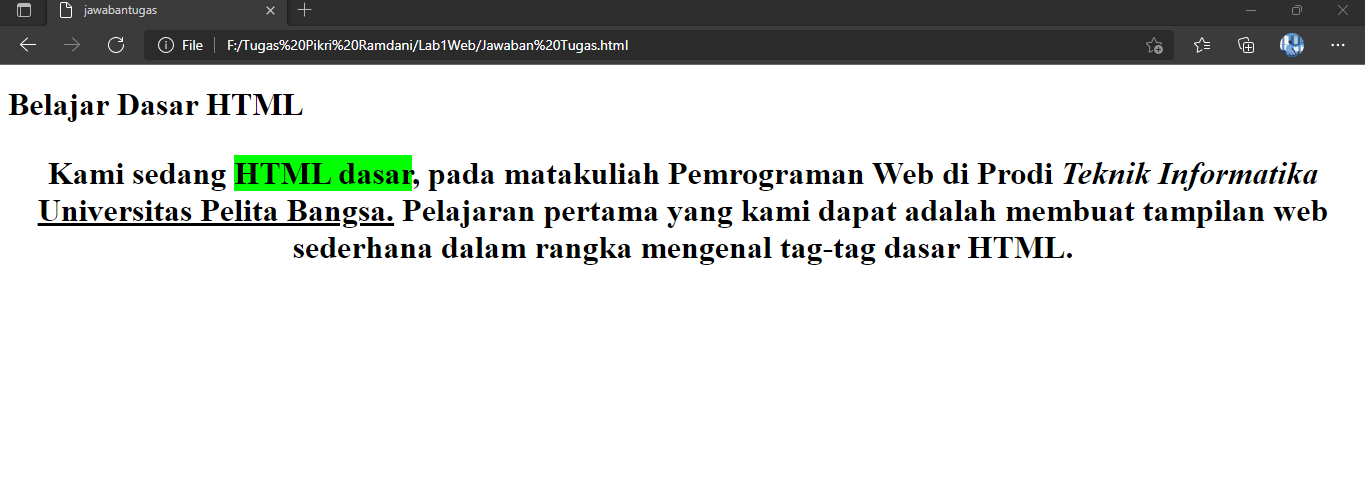 jawabantugas
File F:/Tugas%20Pikri%20Ramdani/Lab1Web/Jawaban%20Tugas.html
Belajar Dasar HTML
Kami sedang HTML dasar, pada matakuliah Pemrograman Web di Prodi Teknik Informatika
Universitas Pelita Bangsa. Pelajaran pertama yang kami dapat adalah membuat tampilan web
sederhana dalam rangka mengenal tag-tag dasar HTML.